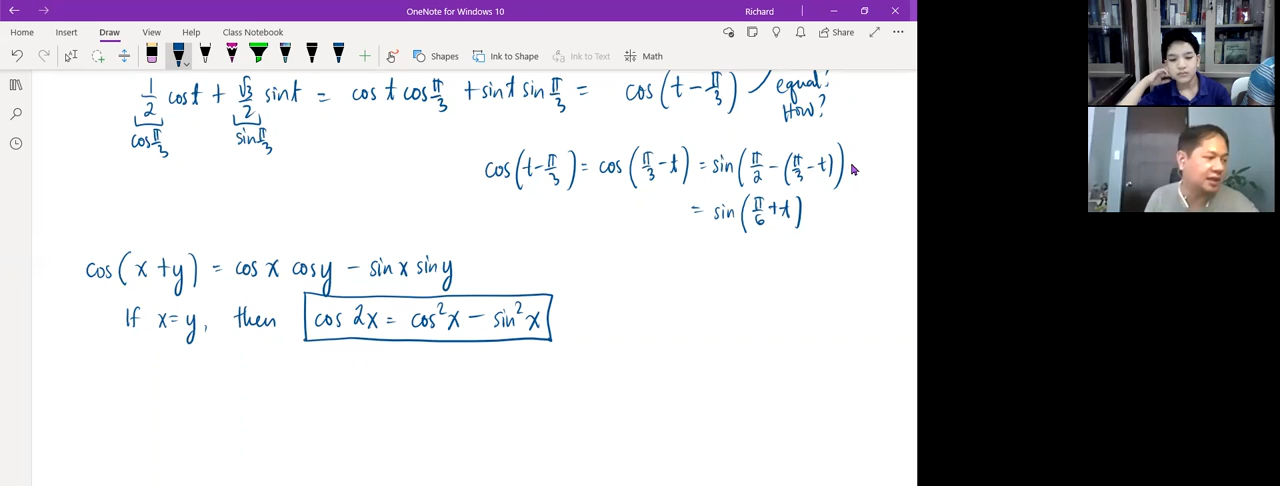 OneNote for Windows 10
Richard
Home Insert Draw View Help Class Notebook
Share
Shapes Ink to Shape Ink to Text Math
1/2 cos t + √3/2 sin t = cos t cos π/3 + sin t sin π/3 = cos(t - π/3) equal?
cos π/3 sin π/3 How?
cos(t - π/3) = cos(π/3 - t) = sin(π/2 - (π/3 - t))
= sin(π/6 + t)
cos(x + y) = cos x cos y - sin x sin y
If x = y, then cos 2x = cos²x - sin²x